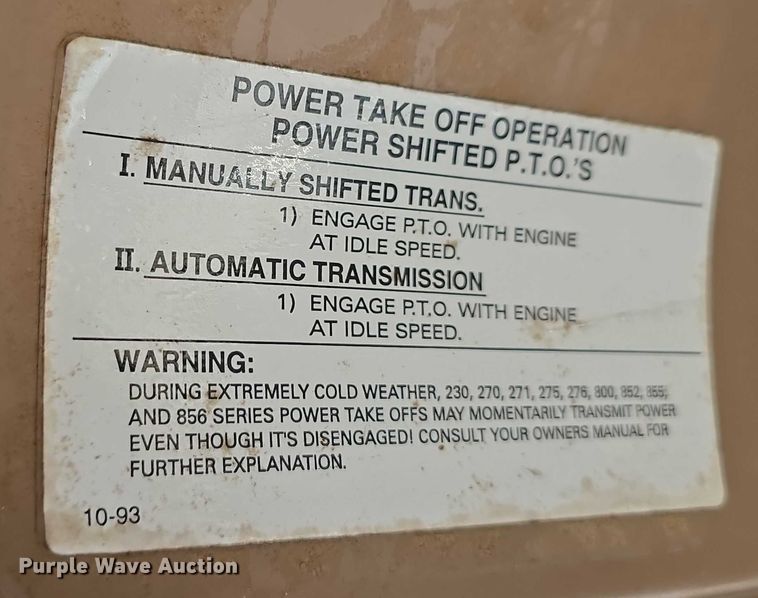 POWER TAKE OFF OPERATION
POWER SHIFTED P.T.O.'S
I. MANUALLY SHIFTED TRANS.
1) ENGAGE P.T.O. WITH ENGINE
AT IDLE SPEED.
II. AUTOMATIC TRANSMISSION
1) ENGAGE P.T.O. WITH ENGINE
AT IDLE SPEED.
WARNING:
DURING EXTREMELY COLD WEATHER, 230, 270, 271, 275, 276, 800, 852, 855,
AND 856 SERIES POWER TAKE OFFS MAY MOMENTARILY TRANSMIT POWER
EVEN THOUGH IT'S DISENGAGED! CONSULT YOUR OWNERS MANUAL FOR
FURTHER EXPLANATION.
10-93
Purple Wave Auction